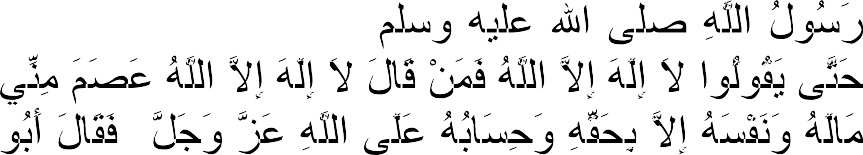 رَسُولُ اللَّهِ صلى الله عليه وسلم
حَتَّى يَقُولُوا لاَ إِلَهَ إِلاَّ اللَّهُ فَمَنْ قَالَ لاَ إِلَهَ إِلاَّ اللَّهُ عَصَمَ مِنِّي
مَالَهُ وَنَفْسَهُ إِلاَّ بِحَقِّهِ وَحِسَابُهُ عَلَى اللَّهِ عَزَّ وَجَلَّ فَقَالَ أَبُو